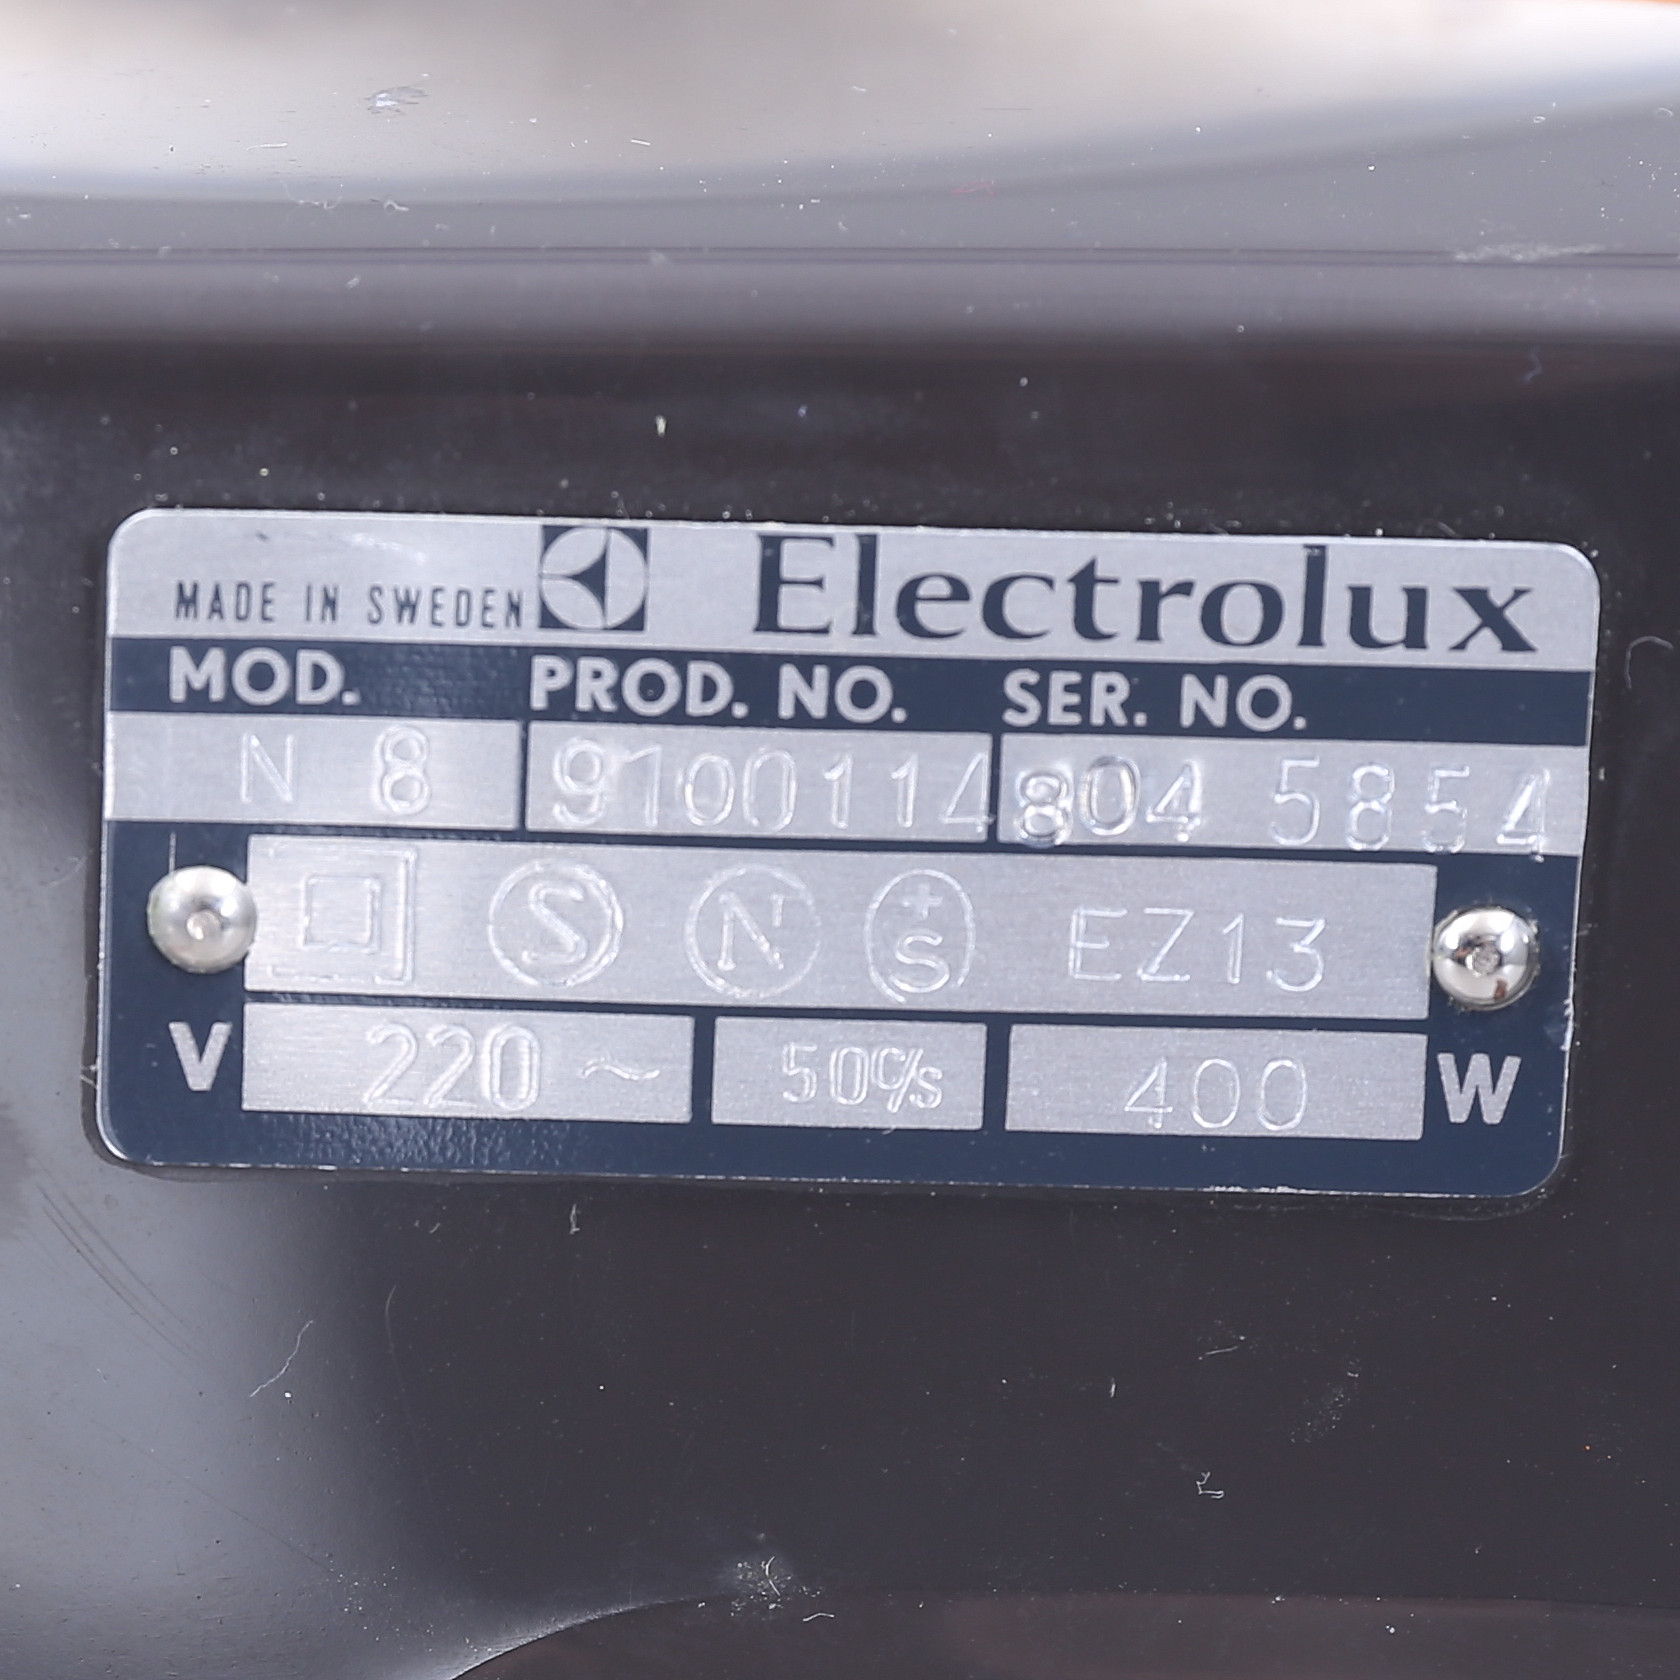 MADE IN SWEDEN Electrolux
MOD. PROD. NO. SER. NO.
N 8 9100114 804 5854
S N +S EZ13
V 220 ~ 50c/s 400 W